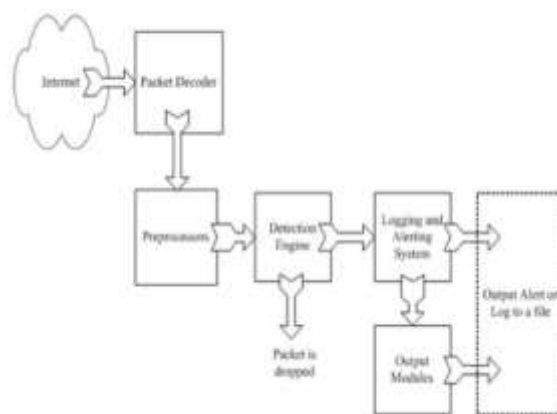 Internet
Packet Decoder
Preprocessors
Detection
Engine
Logging and
Alerting
System
Output Alert or
Log to a file
Packet is
dropped
Output
Modules